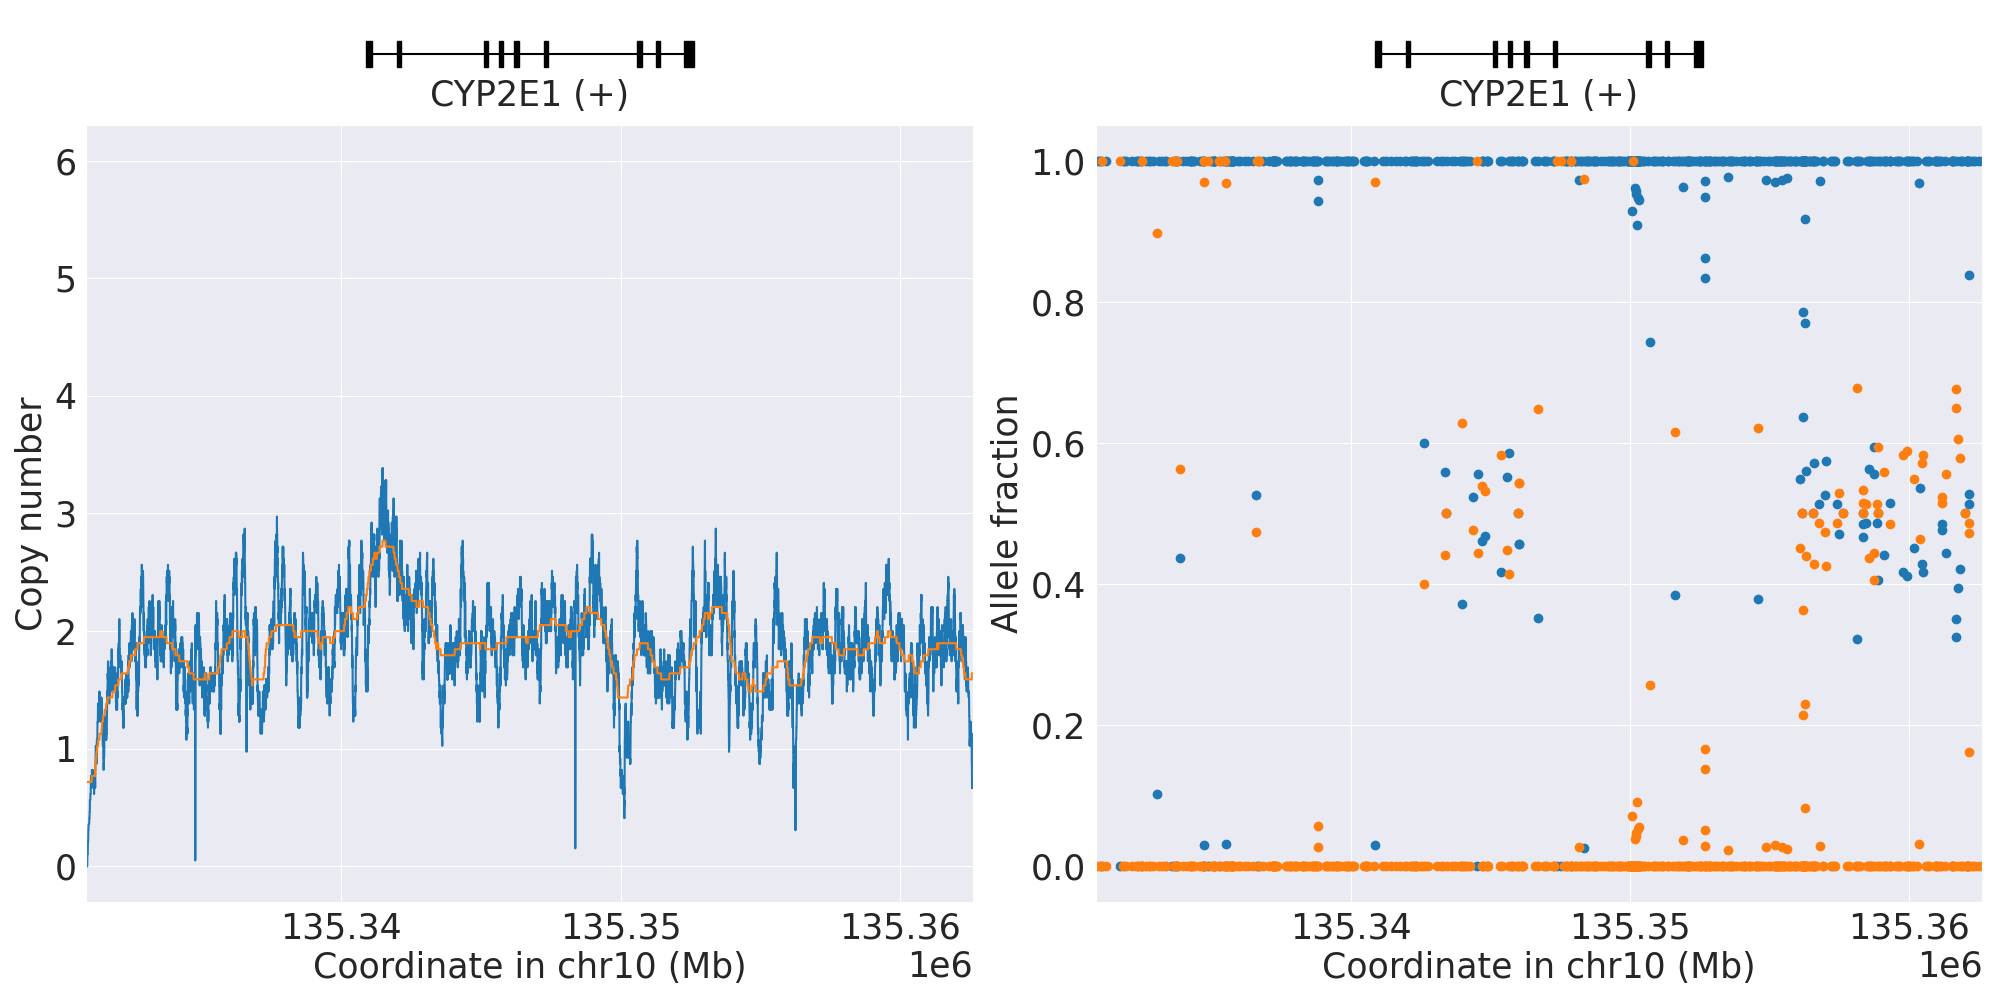 CYP2E1 (+)
CYP2E1 (+)
Copy number
6
5
4
3
2
1
0
135.34
135.35
135.36
Coordinate in chr10 (Mb)
1e6
Allele fraction
1.0
0.8
0.6
0.4
0.2
0.0
135.34
135.35
135.36
Coordinate in chr10 (Mb)
1e6